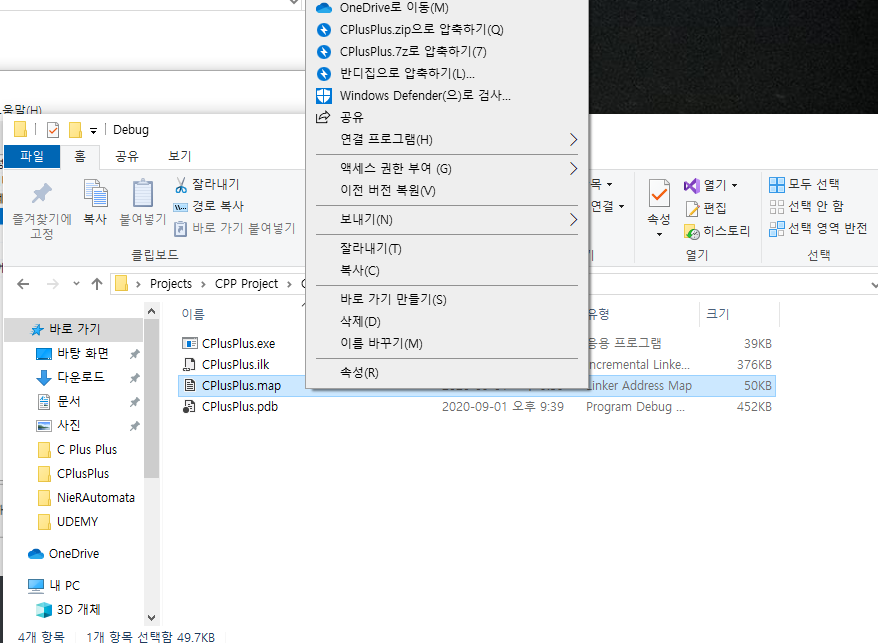 OneDrive로 이동(M)
CPlusPlus.zip으로 압축하기(Q)
CPlusPlus.7z로 압축하기(7)
반디집으로 압축하기(L)...
Windows Defender(으)로 검사...
공유
연결 프로그램(H)
액세스 권한 부여 (G)
이전 버전 복원(V)
보내기(N)
잘라내기(T)
복사(C)
바로 가기 만들기(S)
삭제(D)
이름 바꾸기(M)
속성(R)
움말(H)
Debug
파일 홈 공유 보기
즐겨찾기에 고정
복사
붙여넣기
잘라내기
경로 복사
바로 가기 붙여넣기
클립보드
연결
속성
열기
편집
히스토리
열기
모두 선택
선택 안 함
선택 영역 반전
선택
Projects CPP Project
이름 유형 크기
바로 가기
바탕 화면
다운로드
문서
사진
C Plus Plus
CPlusPlus
NieRAutomata
UDEMY
OneDrive
내 PC
3D 개체
CPlusPlus.exe 응용 프로그램 39KB
CPlusPlus.ilk Incremental Linke... 376KB
CPlusPlus.map Linker Address Map 50KB
CPlusPlus.pdb 2020-09-01 오후 9:39 Program Debug ... 452KB
4개 항목 1개 항목 선택함 49.7KB